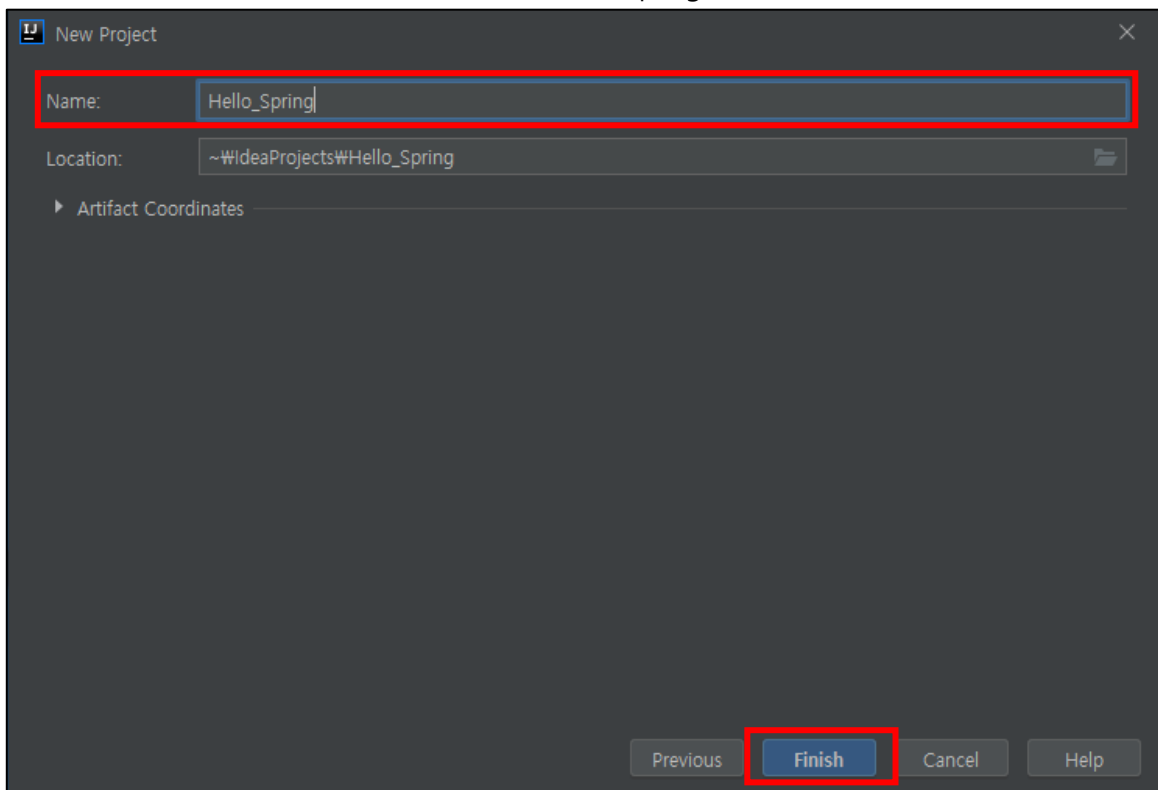 New Project
Name: Hello_Spring
Location: ~₩IdeaProjects₩Hello_Spring
Artifact Coordinates
Previous Finish Cancel Help